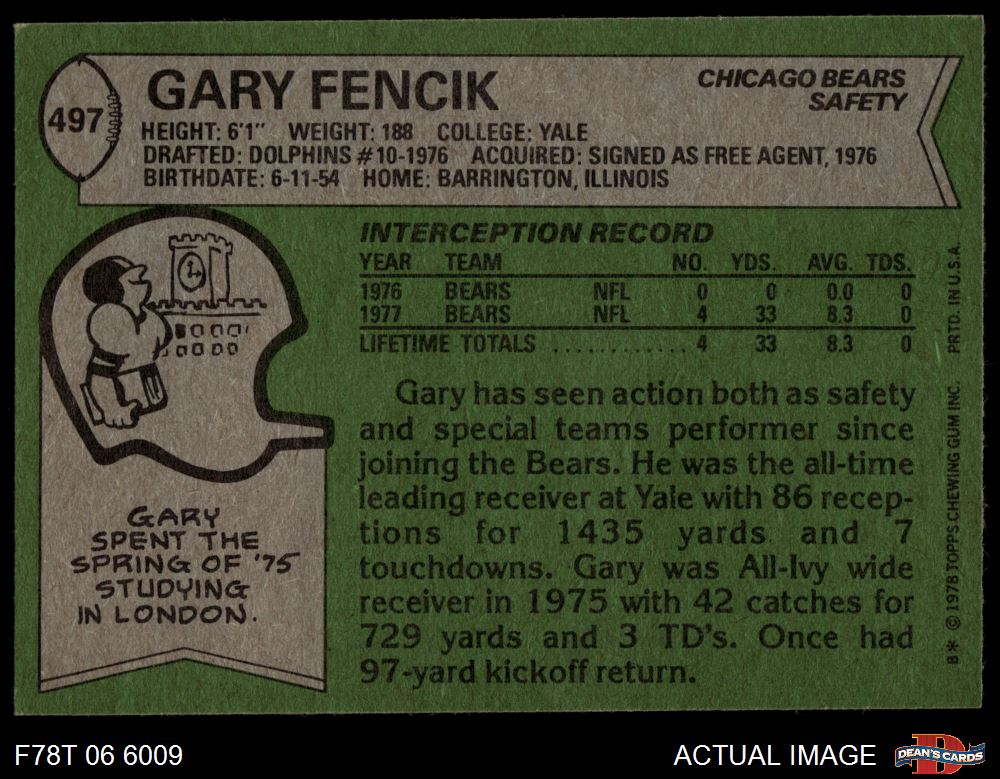 497
GARY FENCIK
CHICAGO BEARS
SAFETY
HEIGHT: 6'1" WEIGHT: 188 COLLEGE: YALE
DRAFTED: DOLPHINS #10-1976 ACQUIRED: SIGNED AS FREE AGENT, 1976
BIRTHDATE: 6-11-54 HOME: BARRINGTON, ILLINOIS
INTERCEPTION RECORD
YEAR TEAM NO. YDS. AVG. TDS.
1976 BEARS NFL 0 0 0.0 0
1977 BEARS NFL 4 33 8.3 0
LIFETIME TOTALS ............ 4 33 8.3 0
Gary has seen action both as safety
and special teams performer since
joining the Bears. He was the all-time
leading receiver at Yale with 86 recep-
tions for 1435 yards and 7
touchdowns. Gary was All-Ivy wide
receiver in 1975 with 42 catches for
729 yards and 3 TD's. Once had
97-yard kickoff return.
GARY
SPENT THE
SPRING OF '75
STUDYING
IN LONDON.
B* © 1978 TOPPS CHEWING GUM INC. PRTD. IN U.S.A.
F78T 06 6009
ACTUAL IMAGE
DEAN'S CARDS